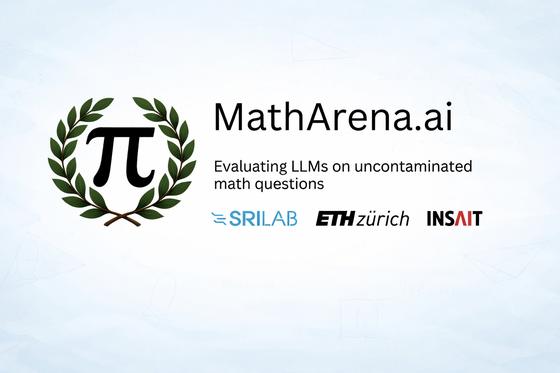 π
MathArena.ai
Evaluating LLMs on uncontaminated
math questions
SRILAB ETH zürich INSAIT